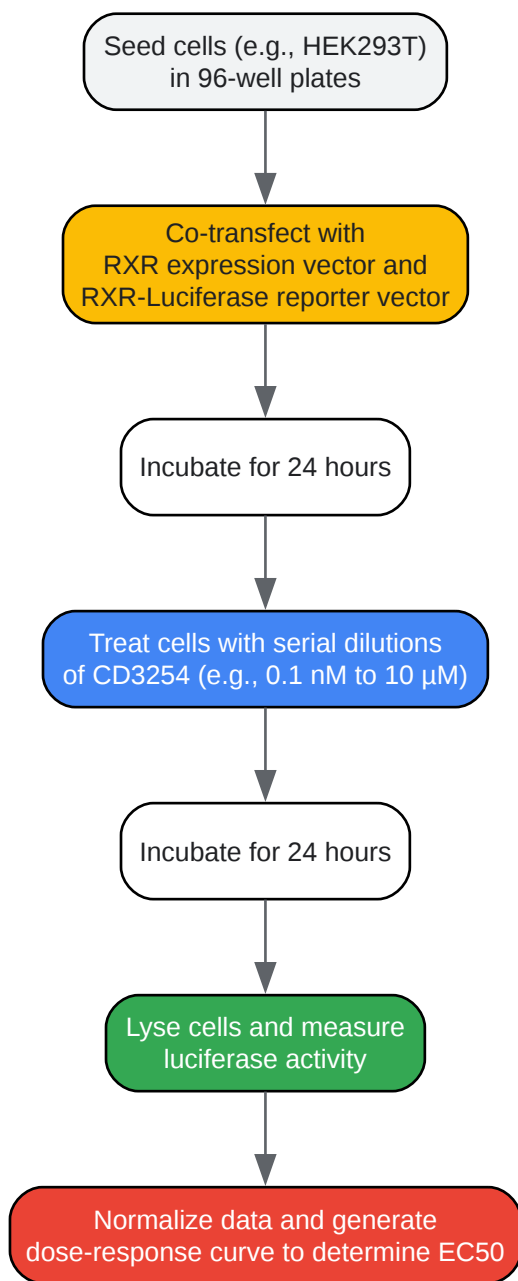 Seed cells (e.g., HEK293T)
in 96-well plates
Co-transfect with
RXR expression vector and
RXR-Luciferase reporter vector
Incubate for 24 hours
Treat cells with serial dilutions
of CD3254 (e.g., 0.1 nM to 10 µM)
Incubate for 24 hours
Lyse cells and measure
luciferase activity
Normalize data and generate
dose-response curve to determine EC50